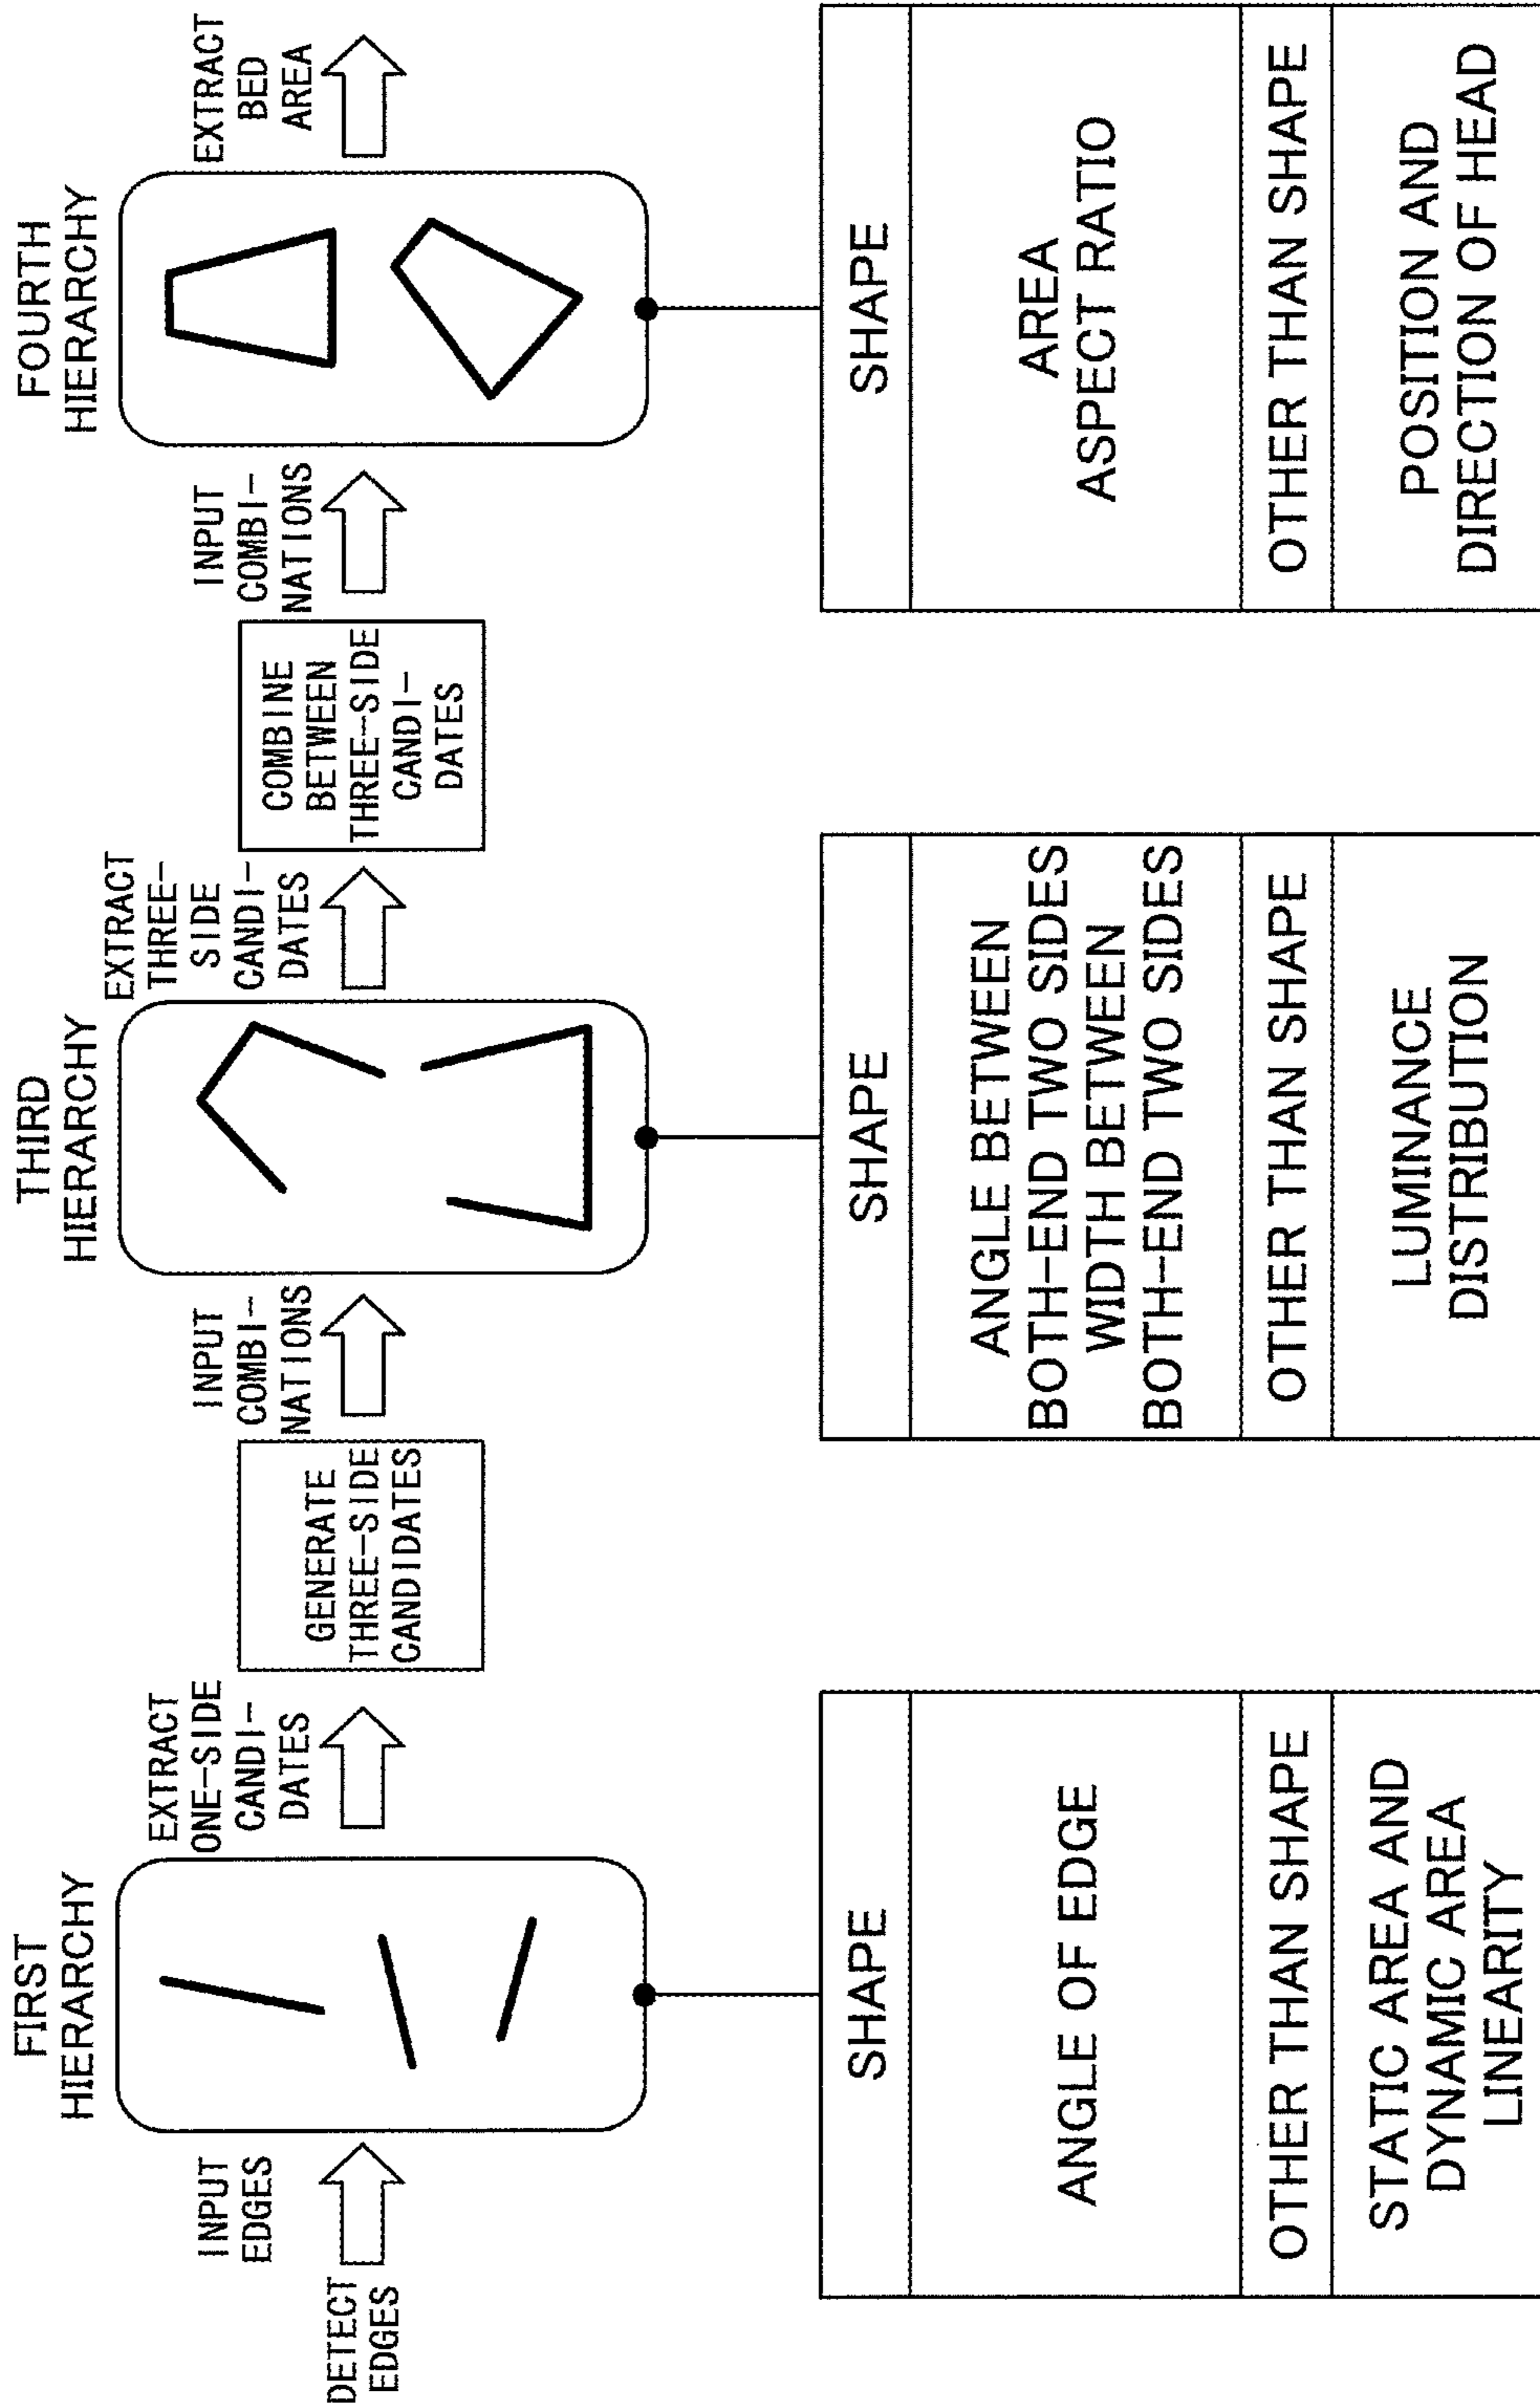 DETECT
EDGES
INPUT
EDGES
FIRST
HIERARCHY
EXTRACT
ONE-SIDE
CANDI-
DATES
GENERATE
THREE-SIDE
CANDIDATES
INPUT
COMBI-
NATIONS
THIRD
HIERARCHY
EXTRACT
THREE-
SIDE
CANDI-
DATES
COMBINE
BETWEEN
THREE-SIDE
CANDI-
DATES
INPUT
COMBI-
NATIONS
FOURTH
HIERARCHY
EXTRACT
BED
AREA
SHAPE
ANGLE OF EDGE
OTHER THAN SHAPE
STATIC AREA AND
DYNAMIC AREA
LINEARITY
SHAPE
ANGLE BETWEEN
BOTH-END TWO SIDES
WIDTH BETWEEN
BOTH-END TWO SIDES
OTHER THAN SHAPE
LUMINANCE
DISTRIBUTION
SHAPE
AREA
ASPECT RATIO
OTHER THAN SHAPE
POSITION AND
DIRECTION OF HEAD